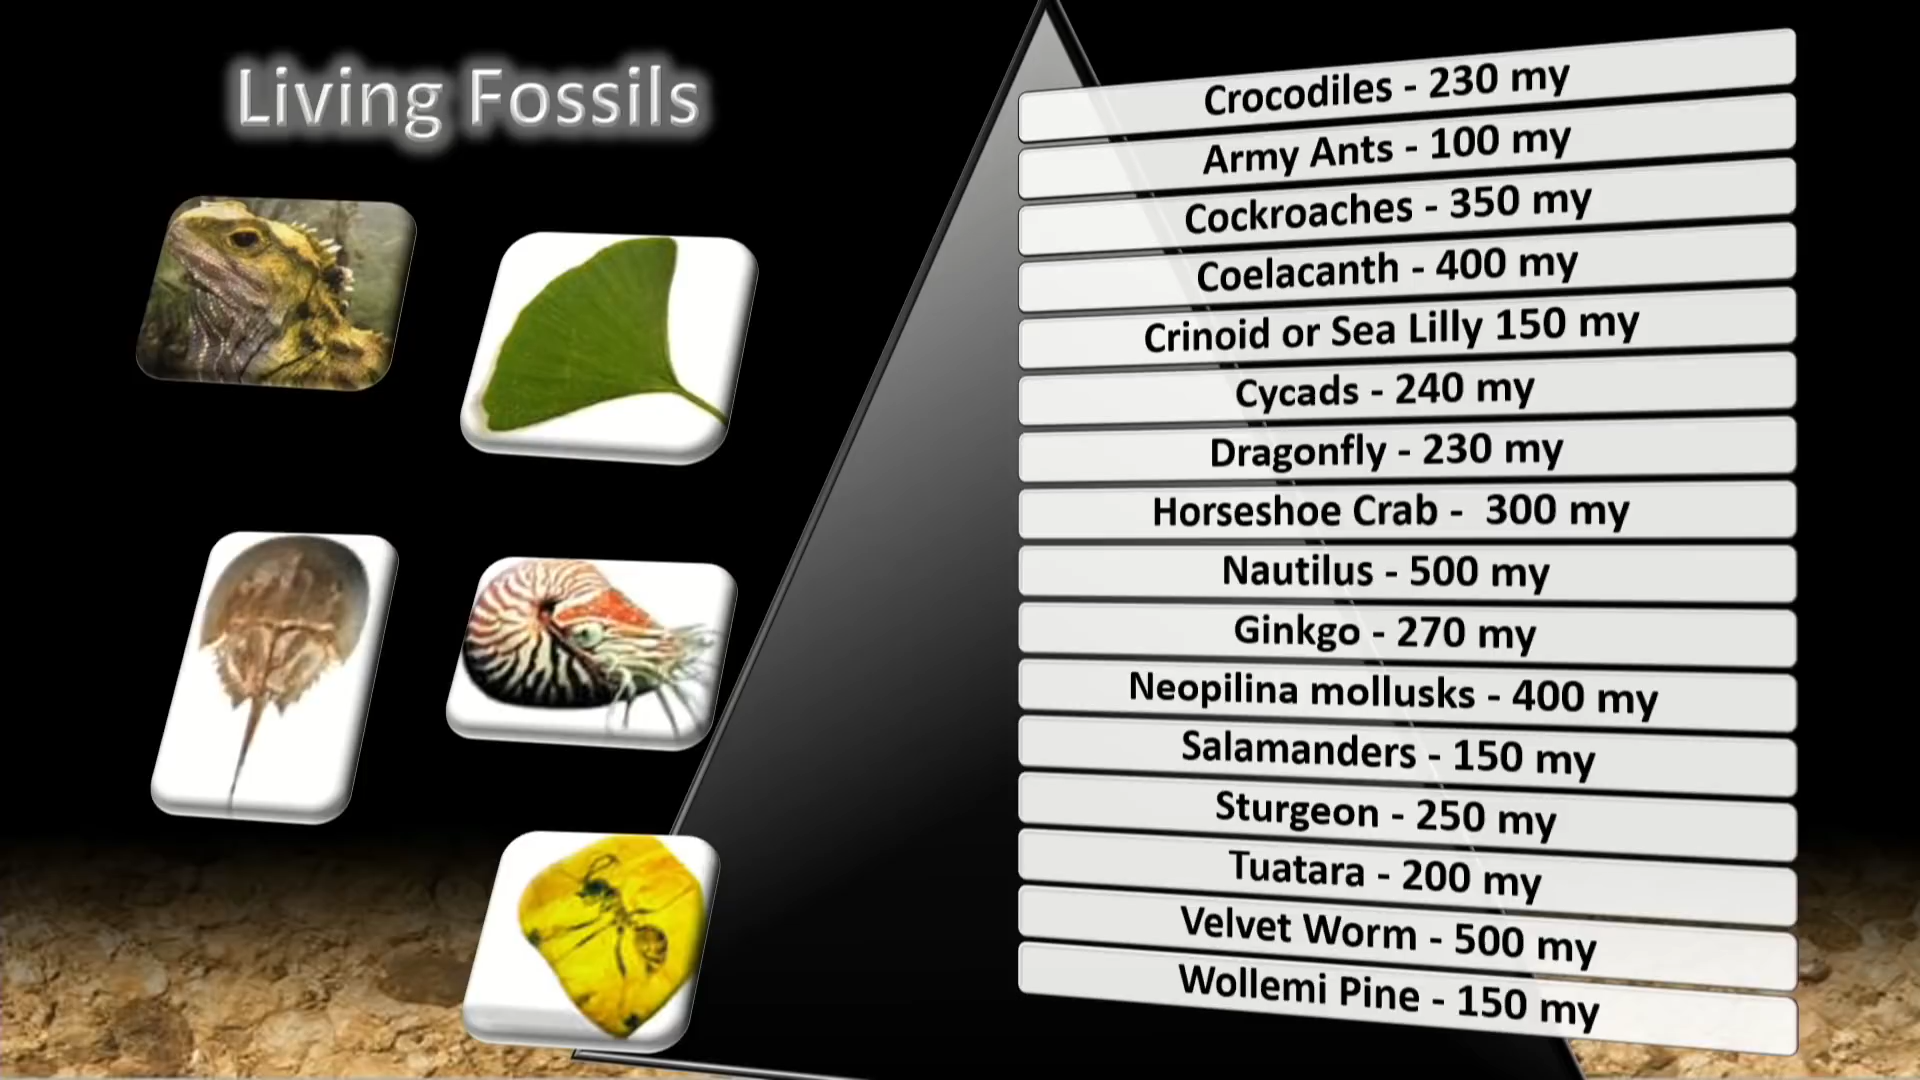 Living Fossils
Crocodiles - 230 my
Army Ants - 100 my
Cockroaches - 350 my
Coelacanth - 400 my
Crinoid or Sea Lilly 150 my
Cycads - 240 my
Dragonfly - 230 my
Horseshoe Crab -  300 my
Nautilus - 500 my
Ginkgo - 270 my
Neopilina mollusks - 400 my
Salamanders - 150 my
Sturgeon - 250 my
Tuatara - 200 my
Velvet Worm - 500 my
Wollemi Pine - 150 my